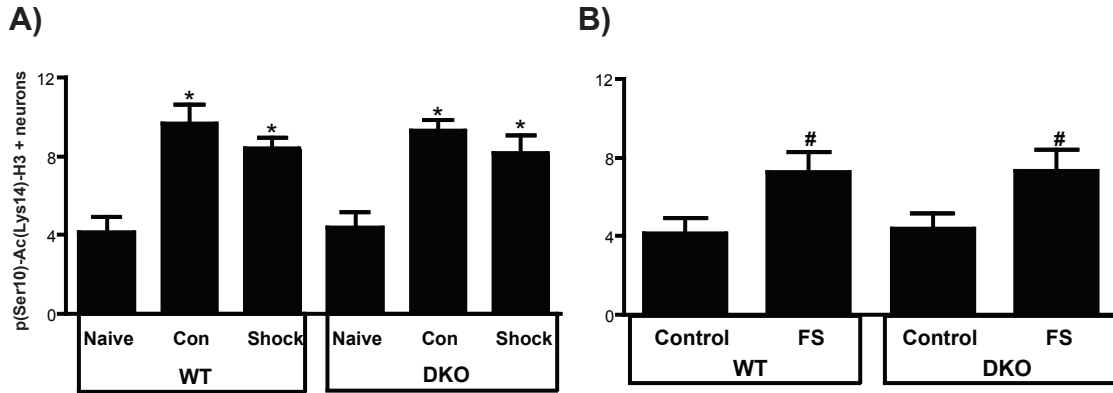 A)
p(Ser10)-Ac(Lys14)-H3 + neurons
12
8
4
0
* * * *
Naive Con Shock Naive Con Shock
WT DKO
B)
12
8
4
0
# #
Control FS Control FS
WT DKO